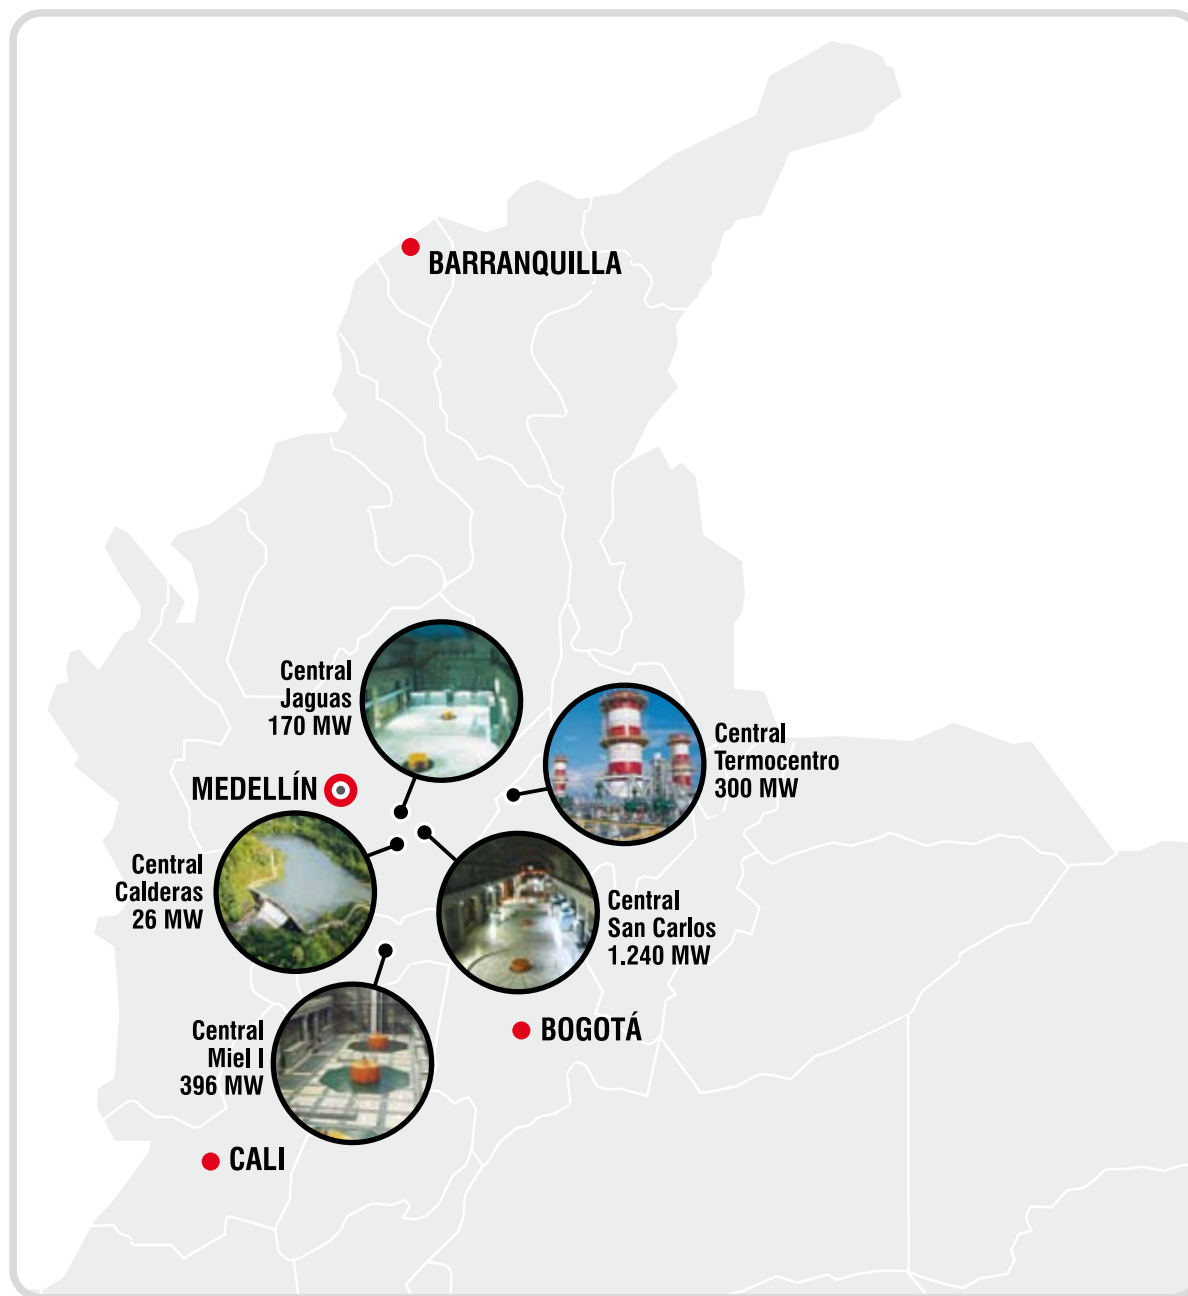 BARRANQUILLA
Central
Jaguas
170 MW
Central
Termocentro
300 MW
MEDELLÍN
Central
Calderas
26 MW
Central
San Carlos
1.240 MW
Central
Miel I
396 MW
BOGOTÁ
CALI